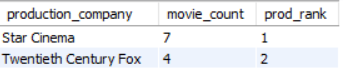 production_company movie_count prod_rank
Star Cinema 7 1
Twentieth Century Fox 4 2